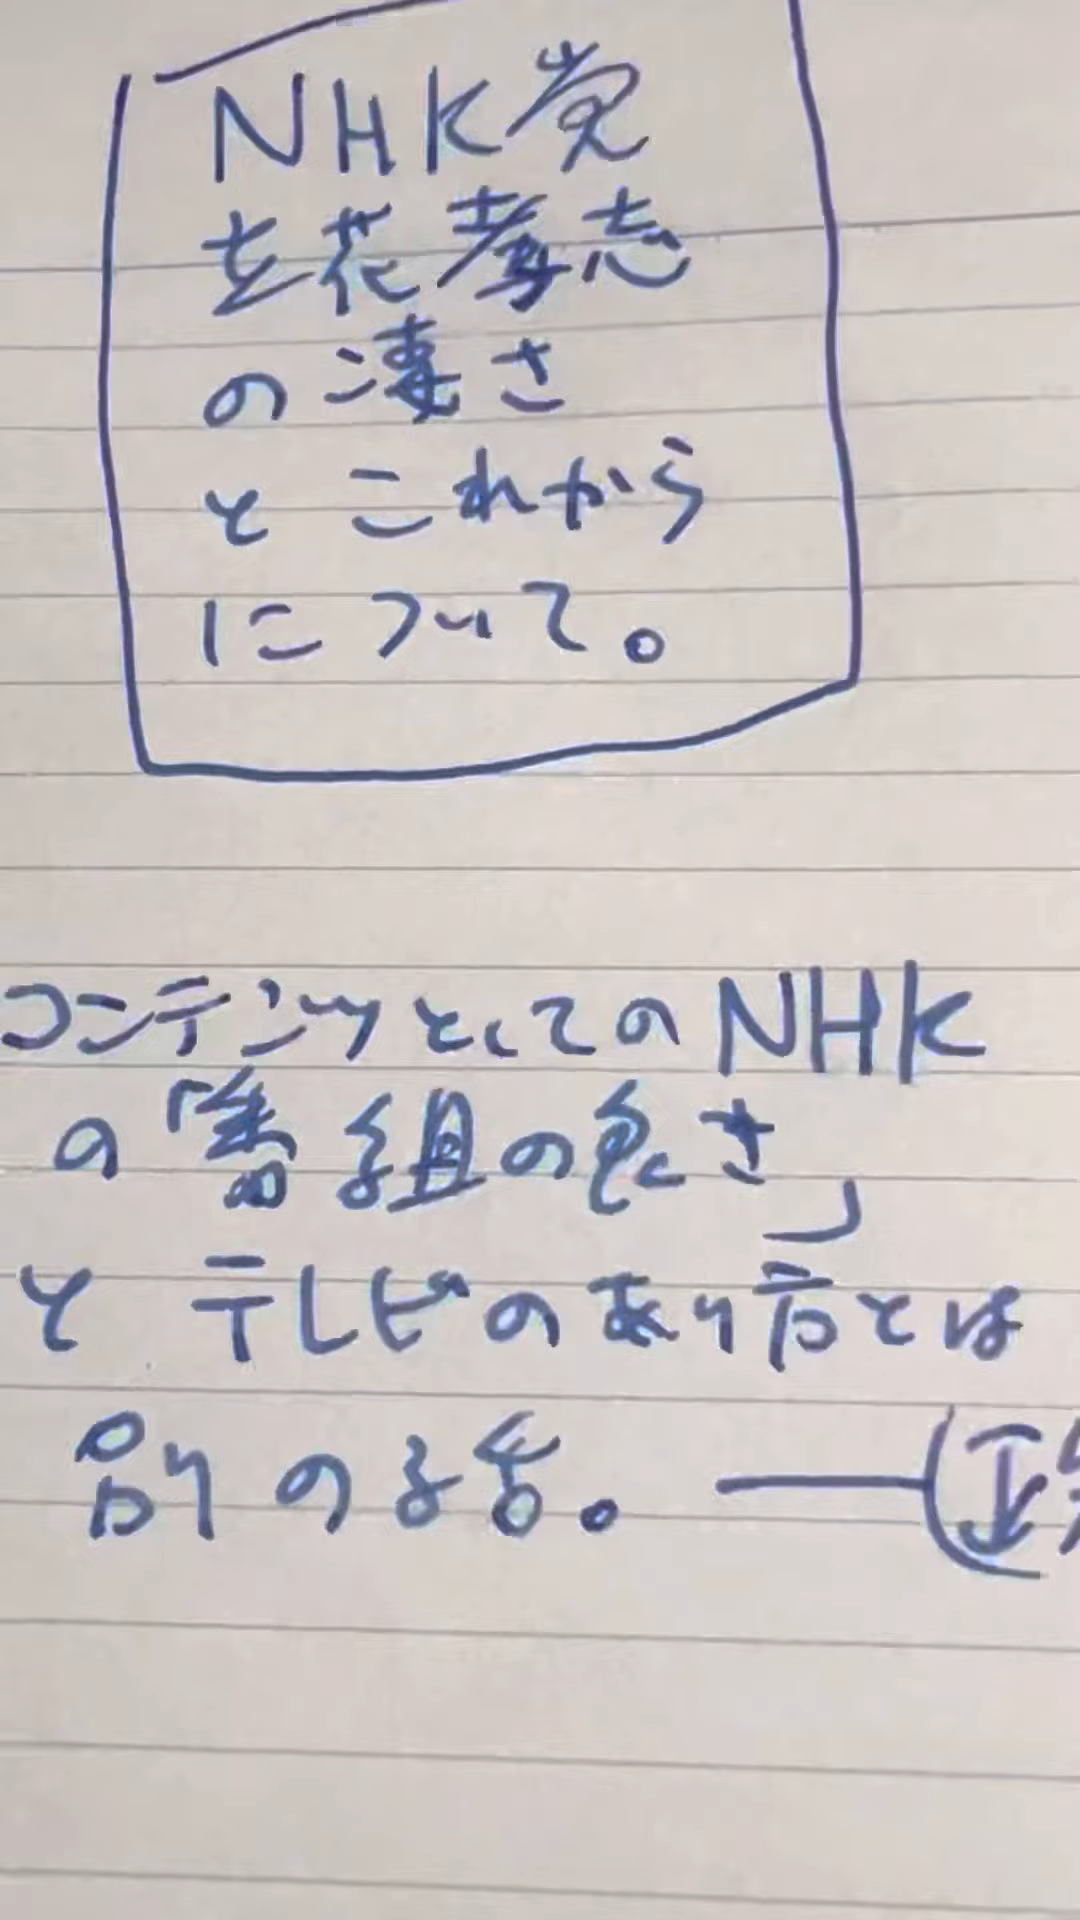 NHK党
立花孝志
の凄さ
とこれから
について。
コンテンツとしてのNHK
の「番組の良さ」
とテレビのあり方とは
別の話。